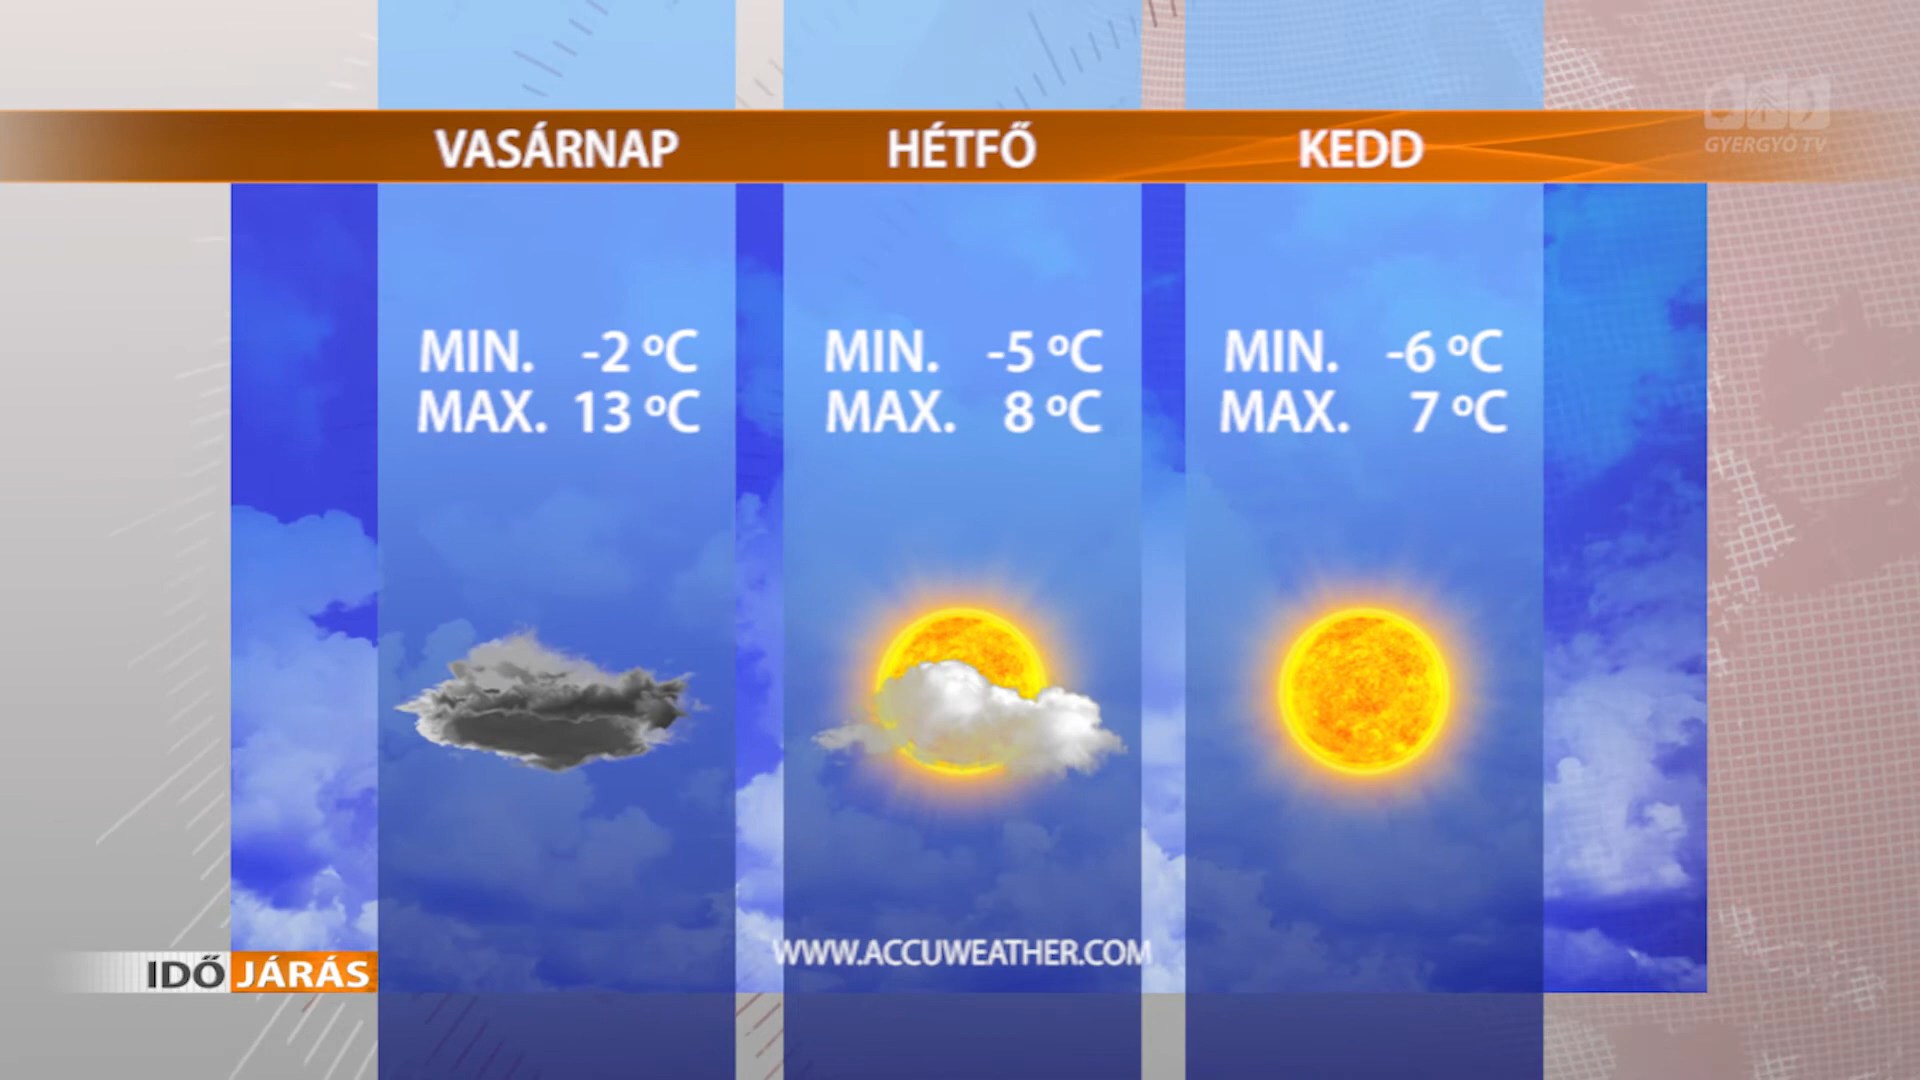 VASÁRNAP
HÉTFŐ
KEDD
GYERGYÓ TV
MIN. -2 ºC
MAX. 13 ºC
MIN. -5 ºC
MAX. 8 ºC
MIN. -6 ºC
MAX. 7 ºC
WWW.ACCUWEATHER.COM
IDŐJÁRÁS